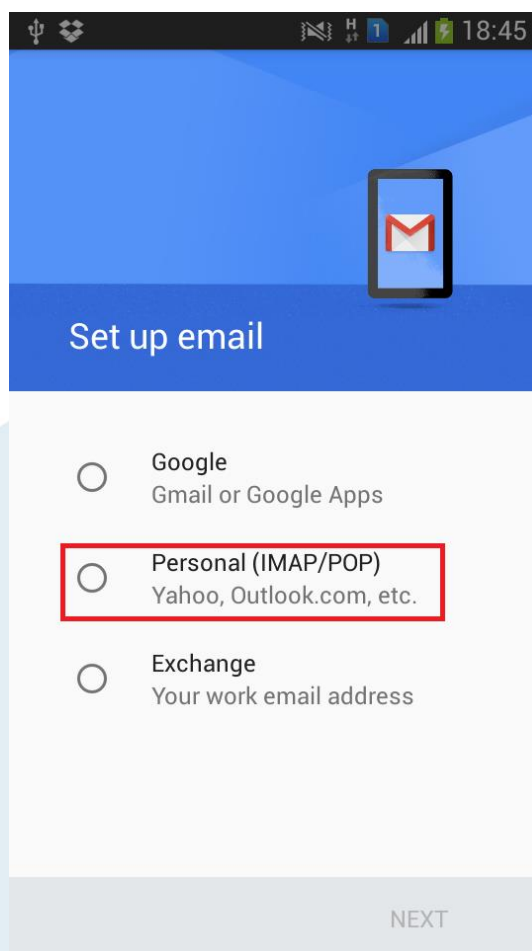 H 1 18:45
Set up email
Google
Gmail or Google Apps
Personal (IMAP/POP)
Yahoo, Outlook.com, etc.
Exchange
Your work email address
NEXT